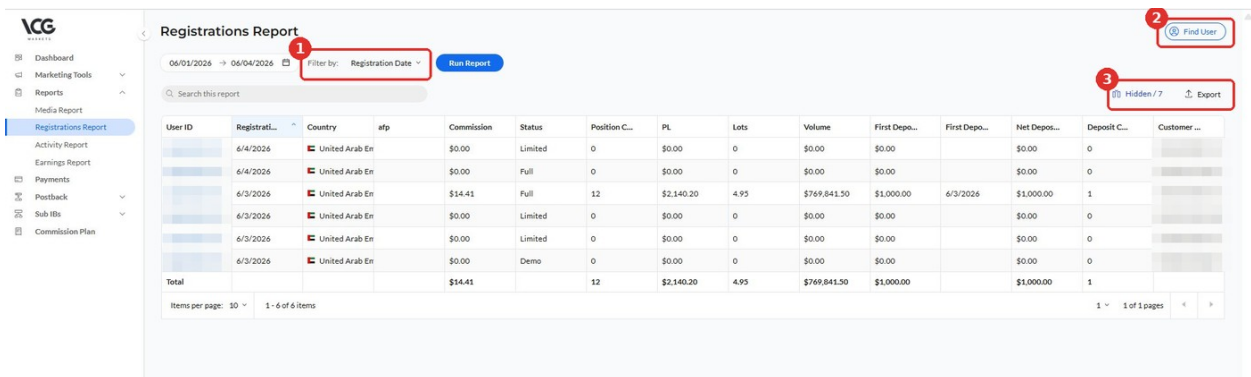 VCG
MARKETS
Dashboard
Marketing Tools
Reports
Media Report
Registrations Report
Activity Report
Earnings Report
Payments
Postback
Sub IBs
Commission Plan
Registrations Report
2
Find User
1
06/01/2026 → 06/04/2026 Filter by: Registration Date Run Report
3
Search this report Hidden / 7 Export
User ID Registrati... Country afp Commission Status Position C... PL Lots Volume First Depo... First Depo... Net Depos... Deposit C... Customer ...
6/4/2026 United Arab Em $0.00 Limited 0 $0.00 0 $0.00 $0.00 $0.00 0
6/4/2026 United Arab Em $0.00 Full 0 $0.00 0 $0.00 $0.00 $0.00 0
6/3/2026 United Arab Em $14.41 Full 12 $2,140.20 4.95 $769,841.50 $1,000.00 6/3/2026 $1,000.00 1
6/3/2026 United Arab Em $0.00 Limited 0 $0.00 0 $0.00 $0.00 $0.00 0
6/3/2026 United Arab Em $0.00 Limited 0 $0.00 0 $0.00 $0.00 $0.00 0
6/3/2026 United Arab Em $0.00 Demo 0 $0.00 0 $0.00 $0.00 $0.00 0
Total $14.41 12 $2,140.20 4.95 $769,841.50 $1,000.00 $1,000.00 1
Items per page: 10 1 - 6 of 6 items 1 1 of 1 pages